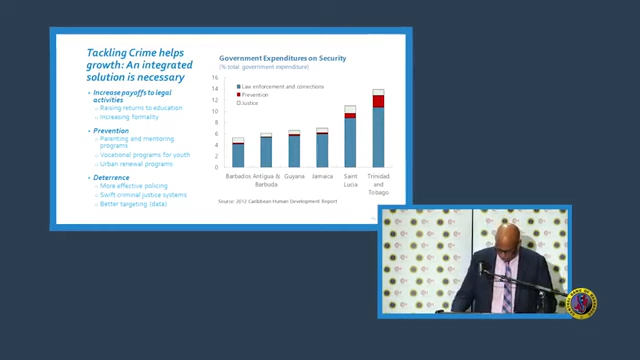 Tackling Crime helps
growth: An integrated
solution is necessary
• Increase payoffs to legal
activities
○ Raising returns to education
○ Increasing formality
• Prevention
○ Parenting and mentoring
programs
○ Vocational programs for youth
○ Urban renewal programs
• Deterrence
○ More effective policing
○ Swift criminal justice systems
○ Better targeting (data)
Government Expenditures on Security
(% total government expenditure)
16
14
12
10
8
6
4
2
0
Law enforcement and corrections
Prevention
Justice
Barbados
Antigua &
Barbuda
Guyana
Jamaica
Saint
Lucia
Trinidad
and
Tobago
Source: 2012 Caribbean Human Development Report